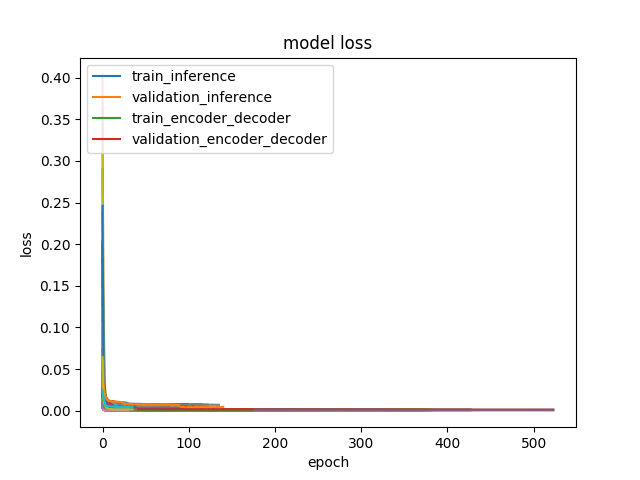 model loss
train_inference
validation_inference
train_encoder_decoder
validation_encoder_decoder
loss
0.40
0.35
0.30
0.25
0.20
0.15
0.10
0.05
0.00
0 100 200 300 400 500
epoch